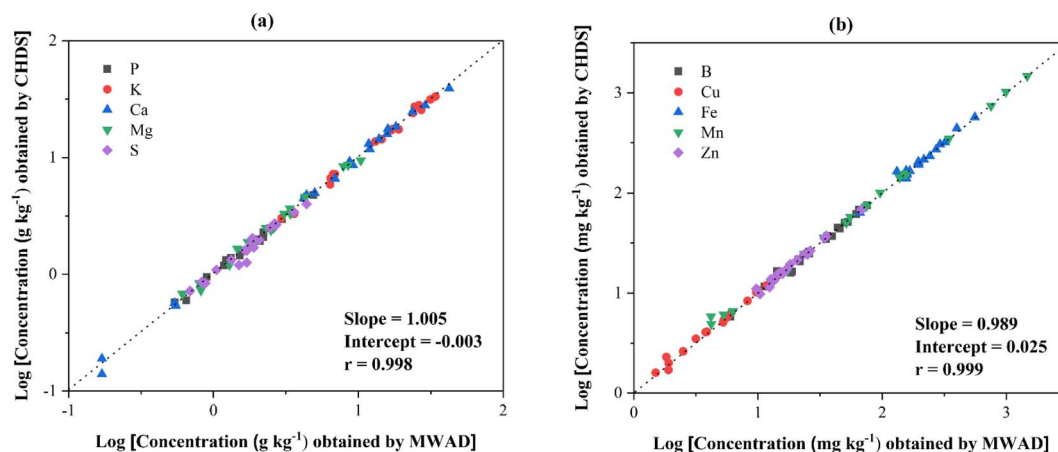 (a)
Log [Concentration (g kg⁻¹) obtained by CHDS]
2
1
0
-1
P
K
Ca
Mg
S
Slope = 1.005
Intercept = -0.003
r = 0.998
-1 0 1 2
Log [Concentration (g kg⁻¹) obtained by MWAD]
(b)
Log [Concentration (mg kg⁻¹) obtained by CHDS]
3
2
1
0
B
Cu
Fe
Mn
Zn
Slope = 0.989
Intercept = 0.025
r = 0.999
0 1 2 3
Log [Concentration (mg kg⁻¹) obtained by MWAD]